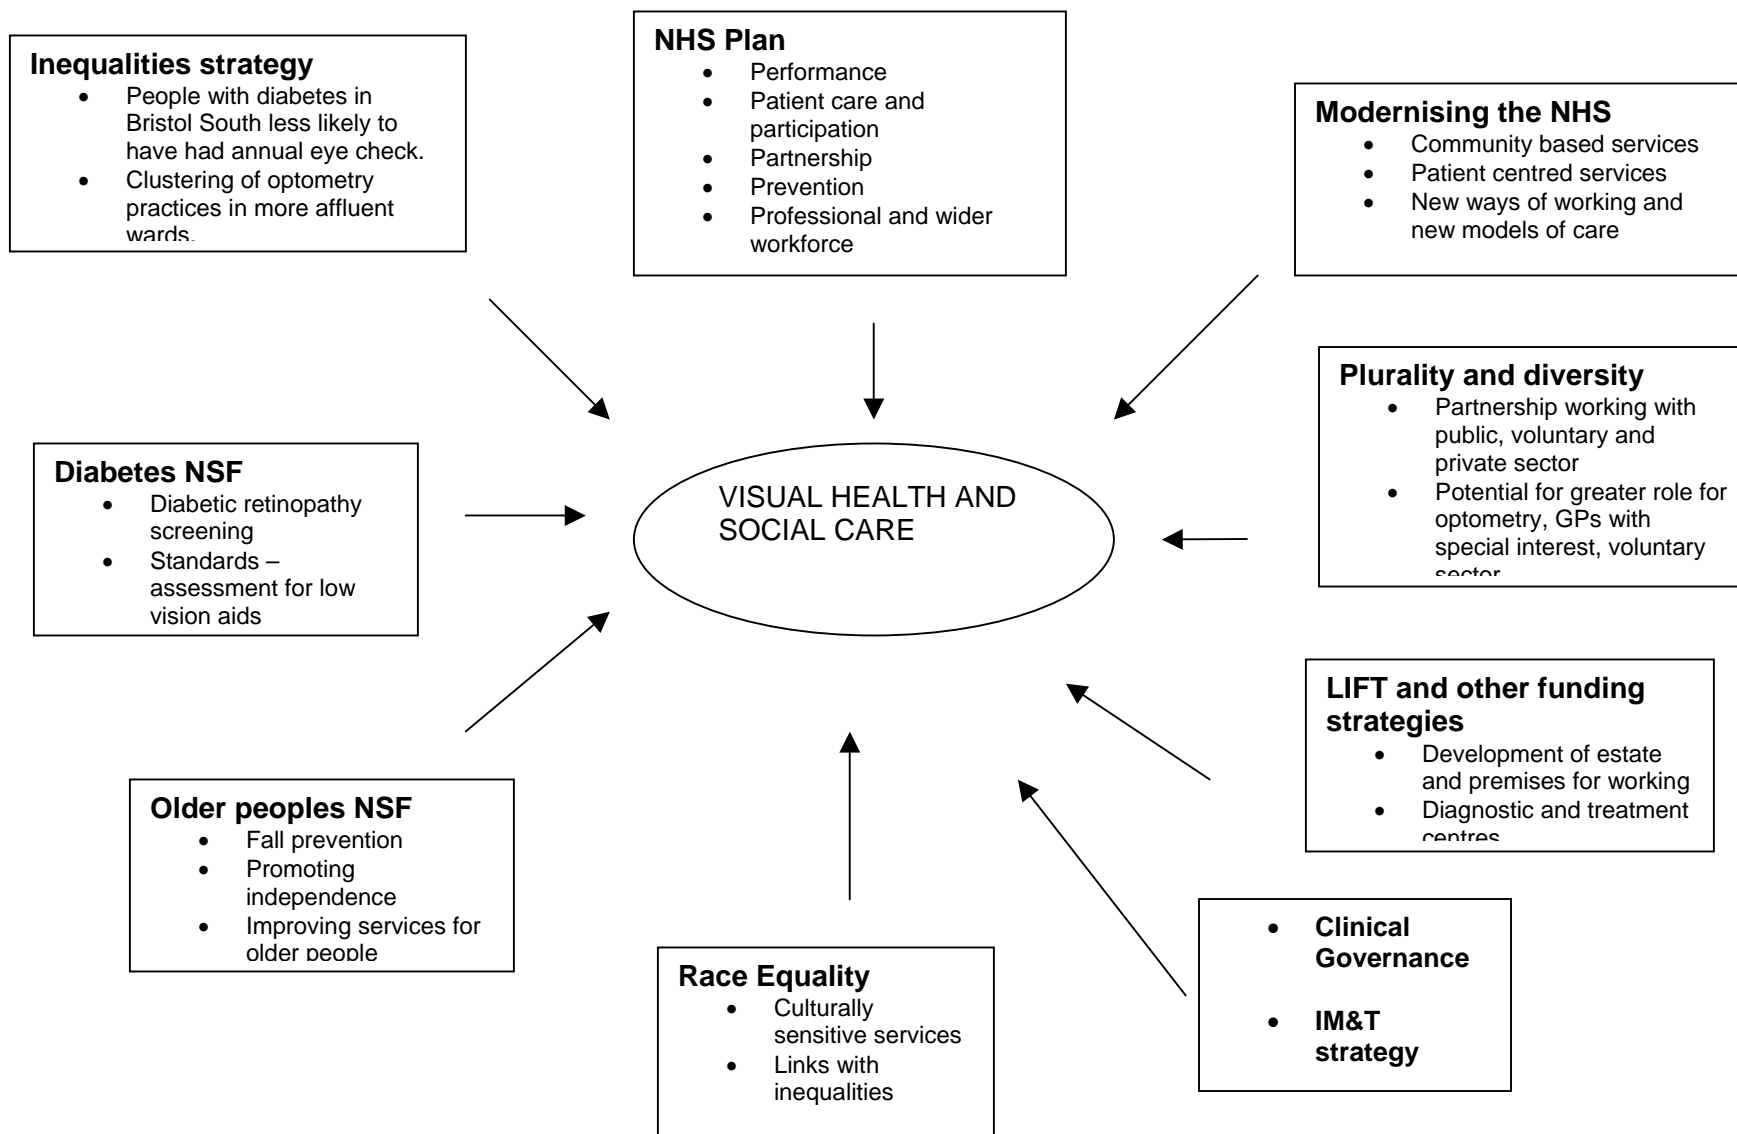 Inequalities strategy
• People with diabetes in
Bristol South less likely to
have had annual eye check.
• Clustering of optometry
practices in more affluent
wards.
NHS Plan
• Performance
• Patient care and
participation
• Partnership
• Prevention
• Professional and wider
workforce
Modernising the NHS
• Community based services
• Patient centred services
• New ways of working and
new models of care
Plurality and diversity
• Partnership working with
public, voluntary and
private sector
• Potential for greater role for
optometry, GPs with
special interest, voluntary
sector
Diabetes NSF
• Diabetic retinopathy
screening
• Standards –
assessment for low
vision aids
VISUAL HEALTH AND
SOCIAL CARE
LIFT and other funding
strategies
• Development of estate
and premises for working
• Diagnostic and treatment
centres
Older peoples NSF
• Fall prevention
• Promoting
independence
• Improving services for
older people
Race Equality
• Culturally
sensitive services
• Links with
inequalities
• Clinical
Governance
• IM&T
strategy